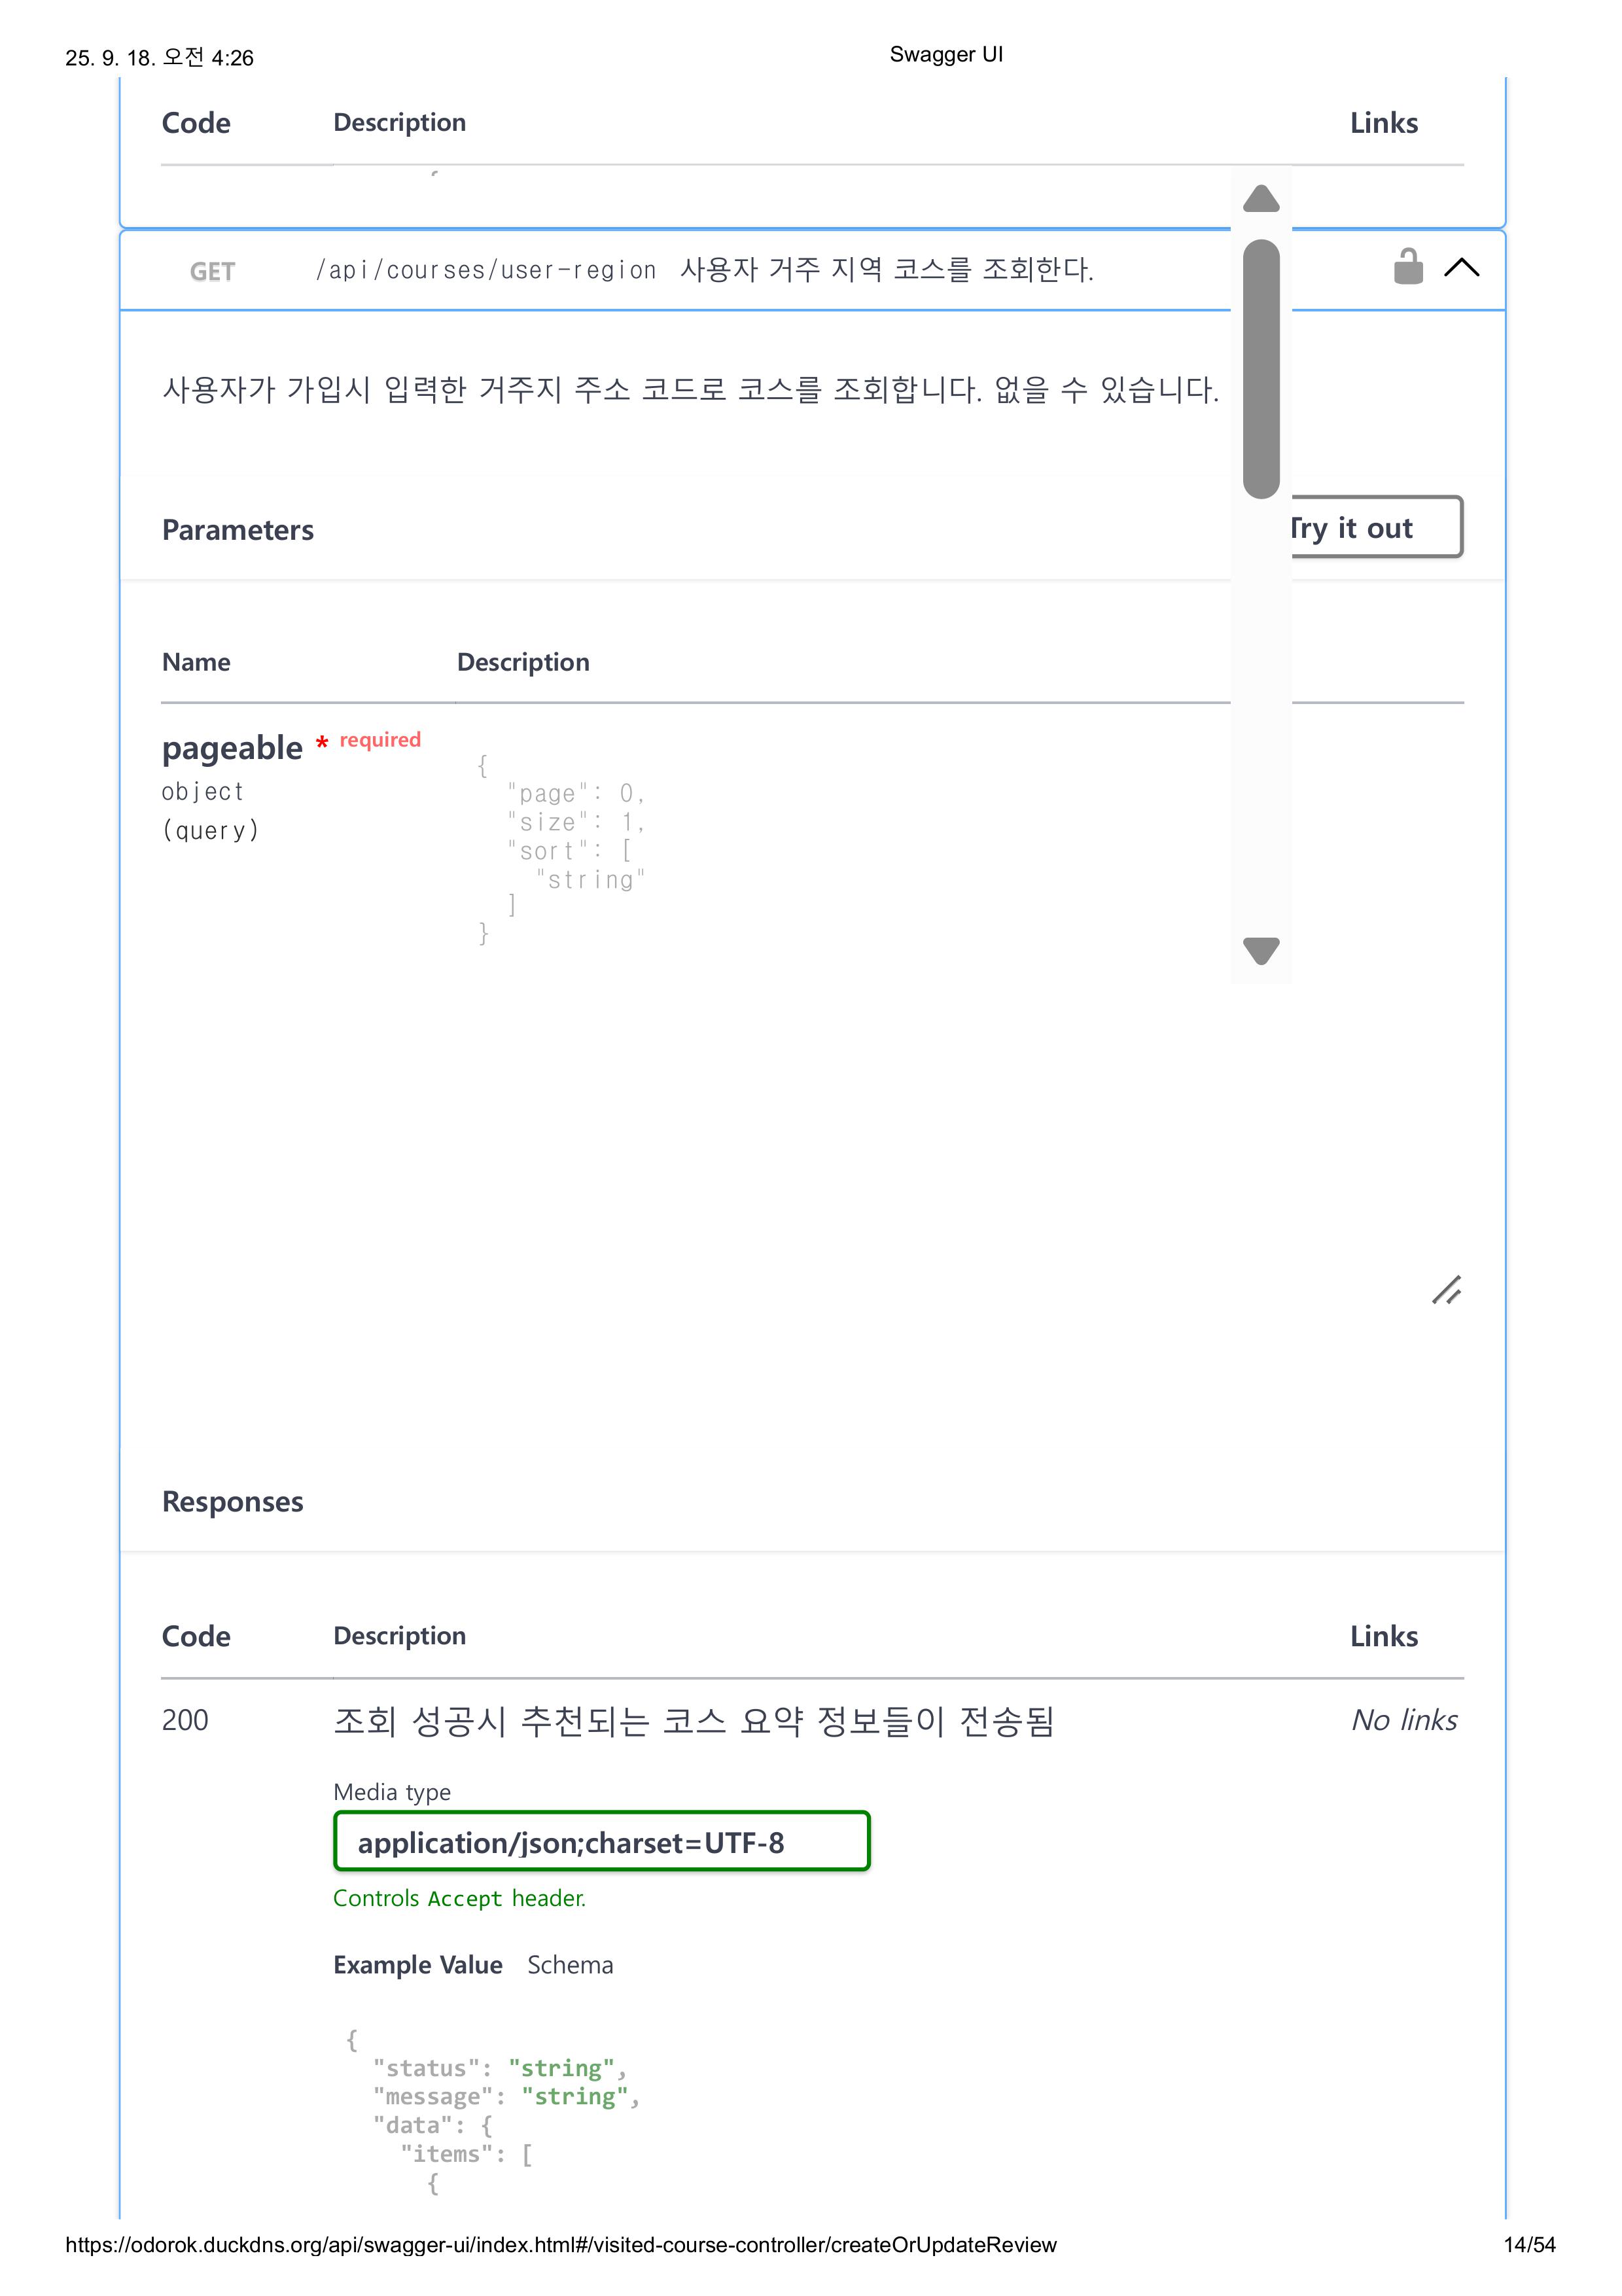 25. 9. 18. 오전 4:26
Swagger UI
Code Description Links
GET /api/courses/user-region 사용자 거주 지역 코스를 조회한다.
사용자가 가입시 입력한 거주지 주소 코드로 코스를 조회합니다. 없을 수 있습니다.
Parameters
Try it out
Name Description
pageable * required
object
(query)
{
"page": 0,
"size": 1,
"sort": [
"string"
]
}
Responses
Code Description Links
200 조회 성공시 추천되는 코스 요약 정보들이 전송됨 No links
Media type
application/json;charset=UTF-8
Controls Accept header.
Example Value Schema
{
"status": "string",
"message": "string",
"data": {
"items": [
{
https://odorok.duckdns.org/api/swagger-ui/index.html#/visited-course-controller/createOrUpdateReview
14/54